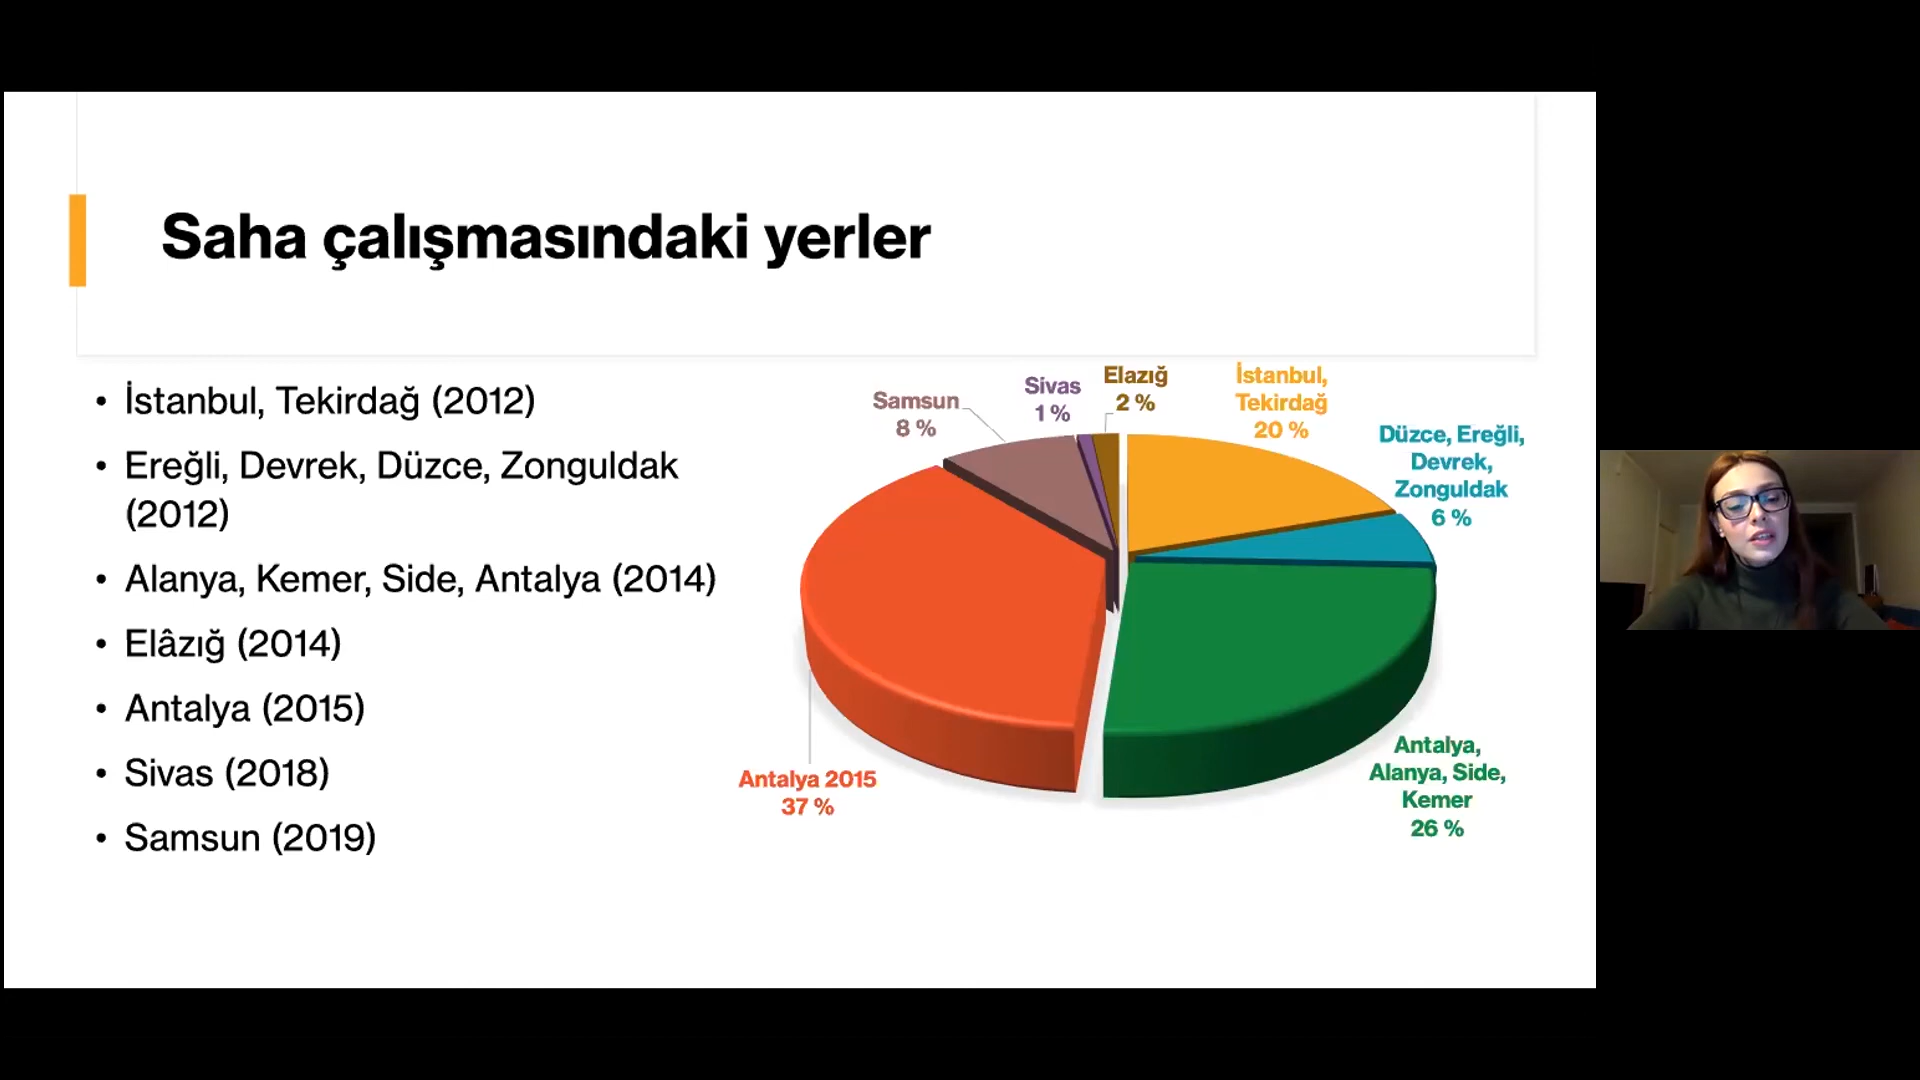 Saha çalışmasındaki yerler
• İstanbul, Tekirdağ (2012)
• Ereğli, Devrek, Düzce, Zonguldak
(2012)
• Alanya, Kemer, Side, Antalya (2014)
• Elâzığ (2014)
• Antalya (2015)
• Sivas (2018)
• Samsun (2019)
Samsun
8 %
Sivas
1 %
Elazığ
2 %
İstanbul,
Tekirdağ
20 %
Düzce, Ereğli,
Devrek,
Zonguldak
6 %
Antalya,
Alanya, Side,
Kemer
26 %
Antalya 2015
37 %